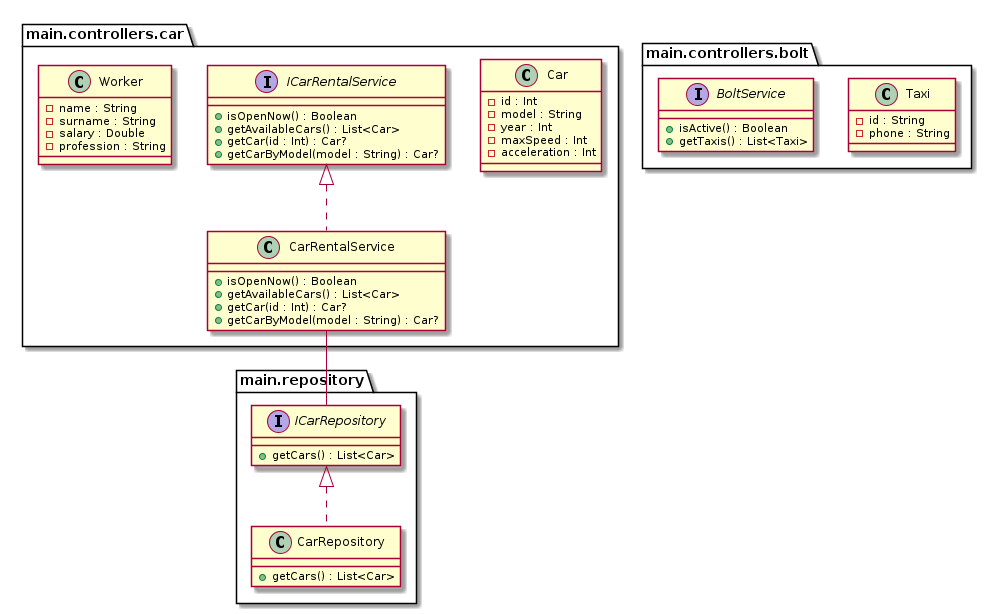 main.controllers.car
C Worker
name : String
surname : String
salary : Double
profession : String
I ICarRentalService
isOpenNow() : Boolean
getAvailableCars() : List<Car>
getCar(id : Int) : Car?
getCarByModel(model : String) : Car?
C Car
id : Int
model : String
year : Int
maxSpeed : Int
acceleration : Int
C CarRentalService
isOpenNow() : Boolean
getAvailableCars() : List<Car>
getCar(id : Int) : Car?
getCarByModel(model : String) : Car?
main.controllers.bolt
I BoltService
isActive() : Boolean
getTaxis() : List<Taxi>
C Taxi
id : String
phone : String
main.repository
I ICarRepository
getCars() : List<Car>
C CarRepository
getCars() : List<Car>